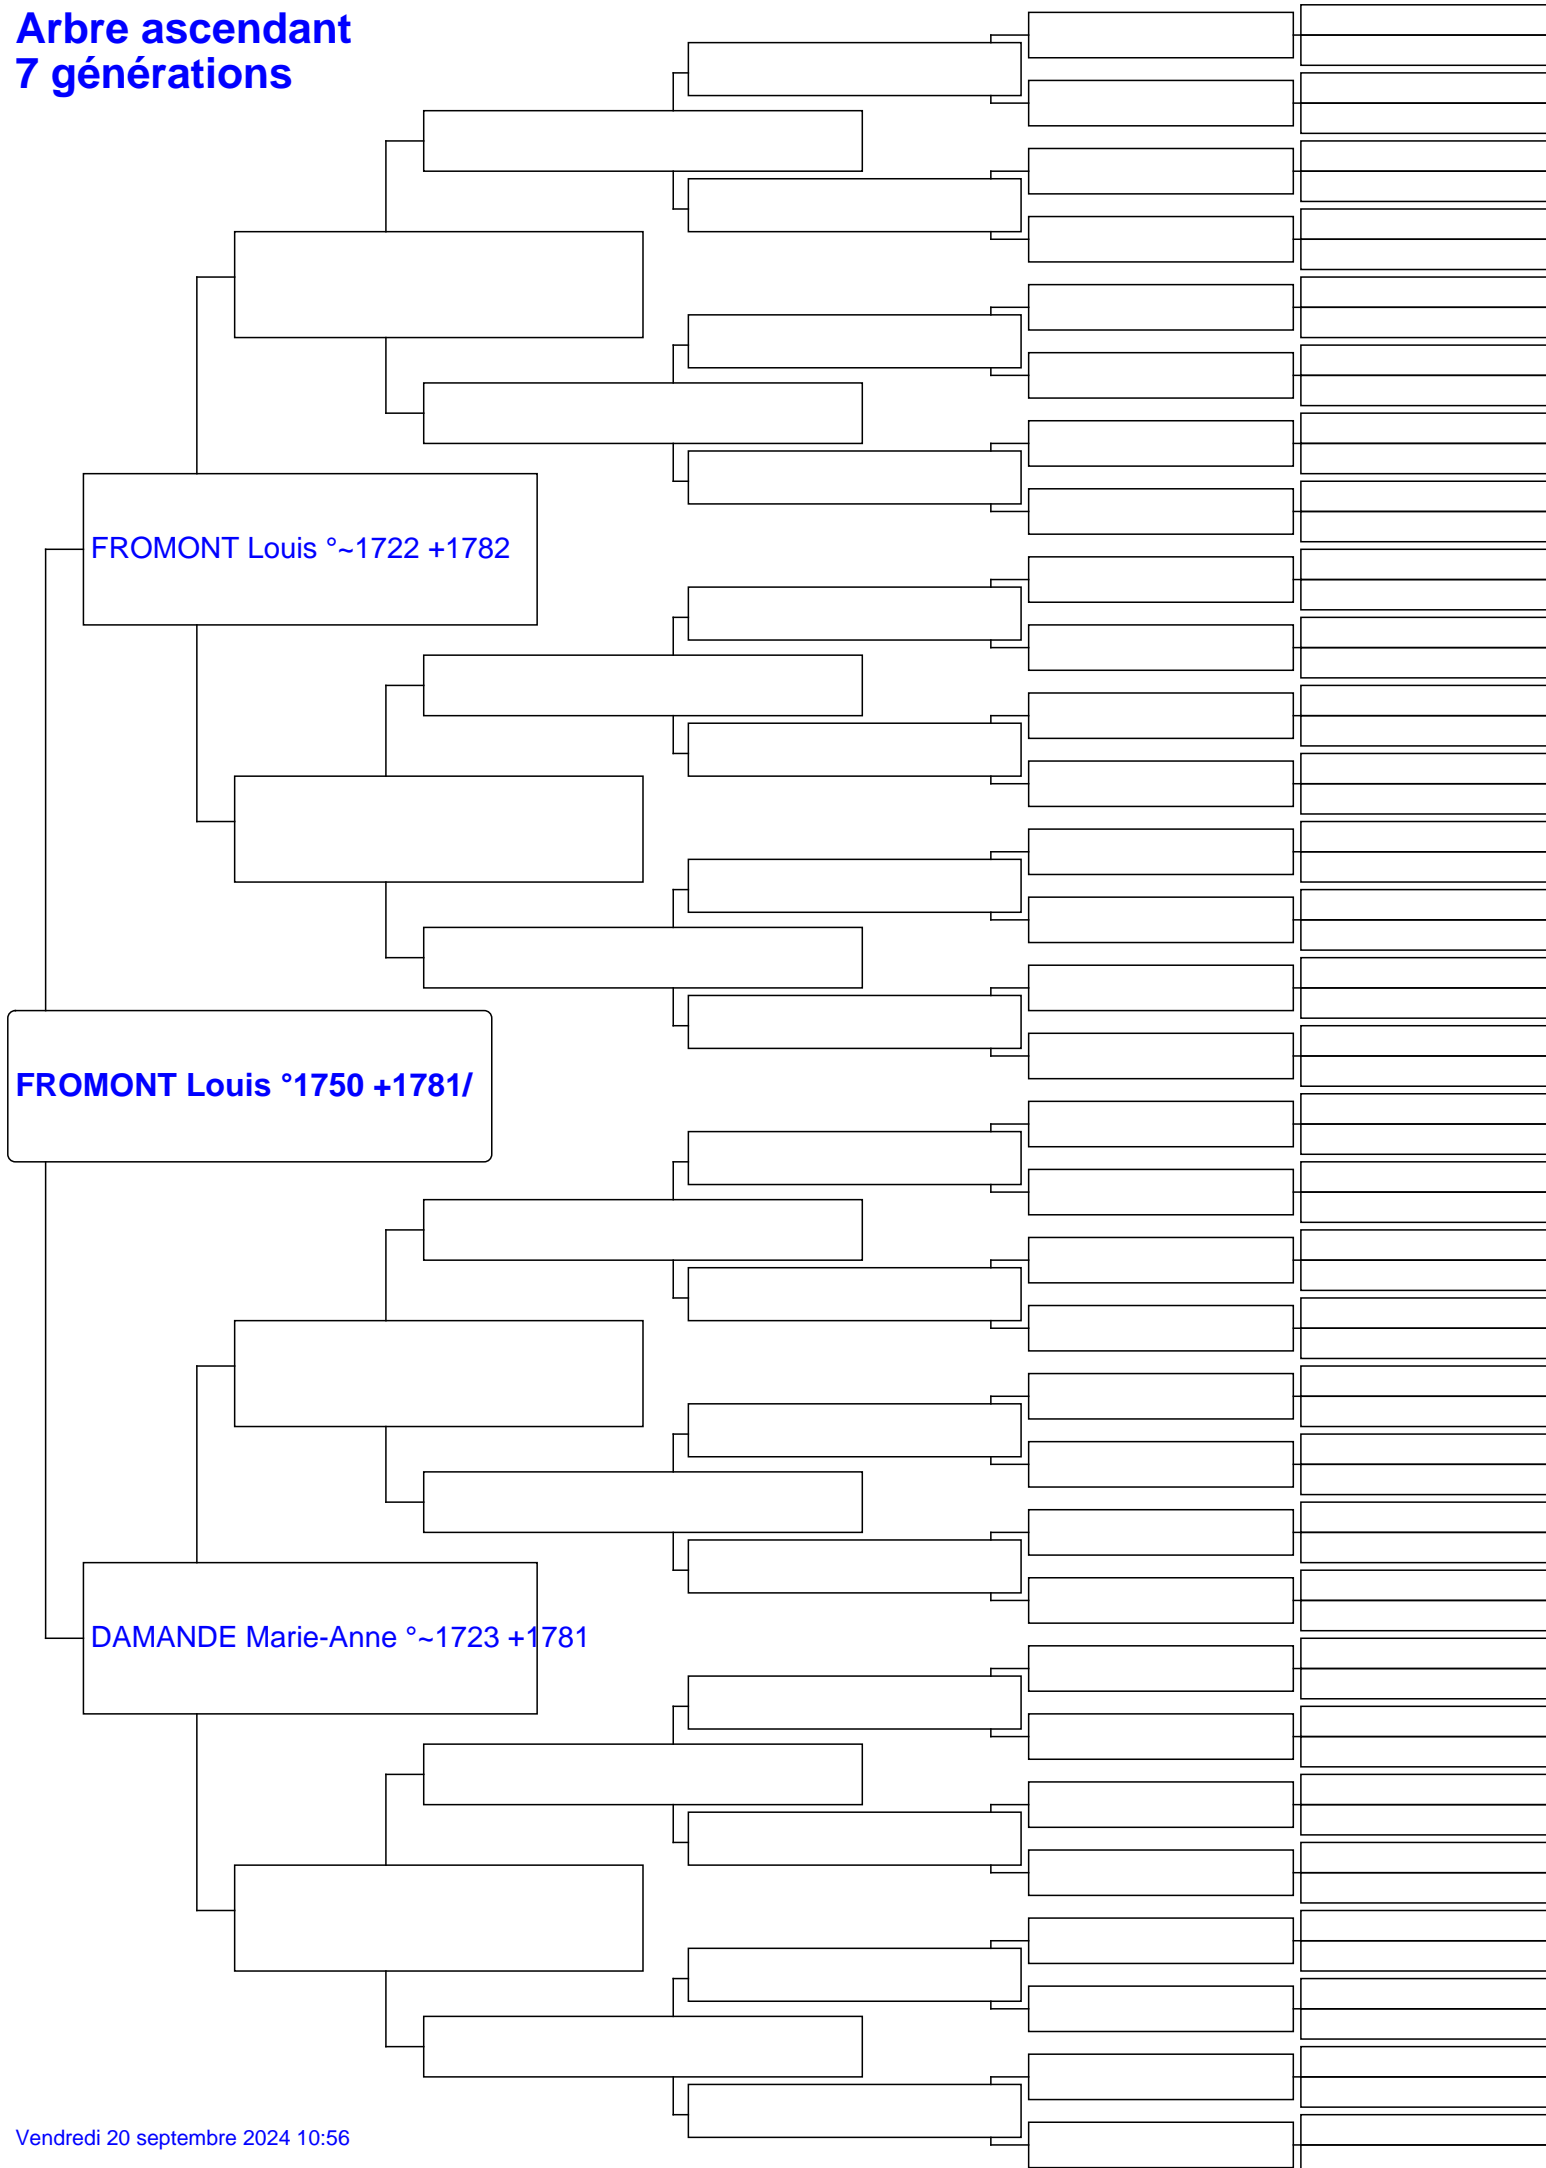 Arbre ascendant
7 générations
FROMONT Louis °~1722 +1782
FROMONT Louis °1750 +1781/
DAMANDE Marie-Anne °~1723 +1781
Vendredi 20 septembre 2024 10:56